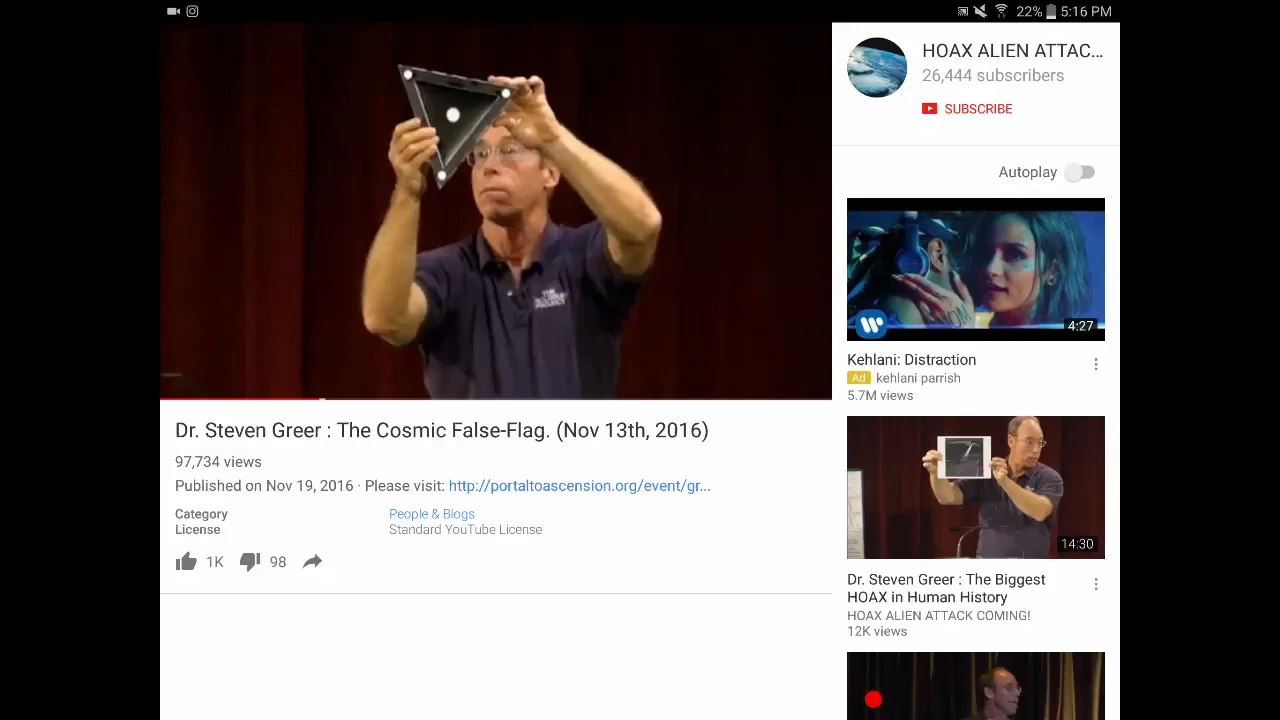 22% 5:16 PM
HOAX ALIEN ATTAC...
26,444 subscribers
SUBSCRIBE
Autoplay
4:27
Kehlani: Distraction
Ad kehlani parrish
5.7M views
14:30
Dr. Steven Greer : The Biggest
HOAX in Human History
HOAX ALIEN ATTACK COMING!
12K views
THE
PROJECT
Dr. Steven Greer : The Cosmic False-Flag. (Nov 13th, 2016)
97,734 views
Published on Nov 19, 2016 · Please visit: http://portaltoascension.org/event/gr...
Category People & Blogs
License Standard YouTube License
1K 98